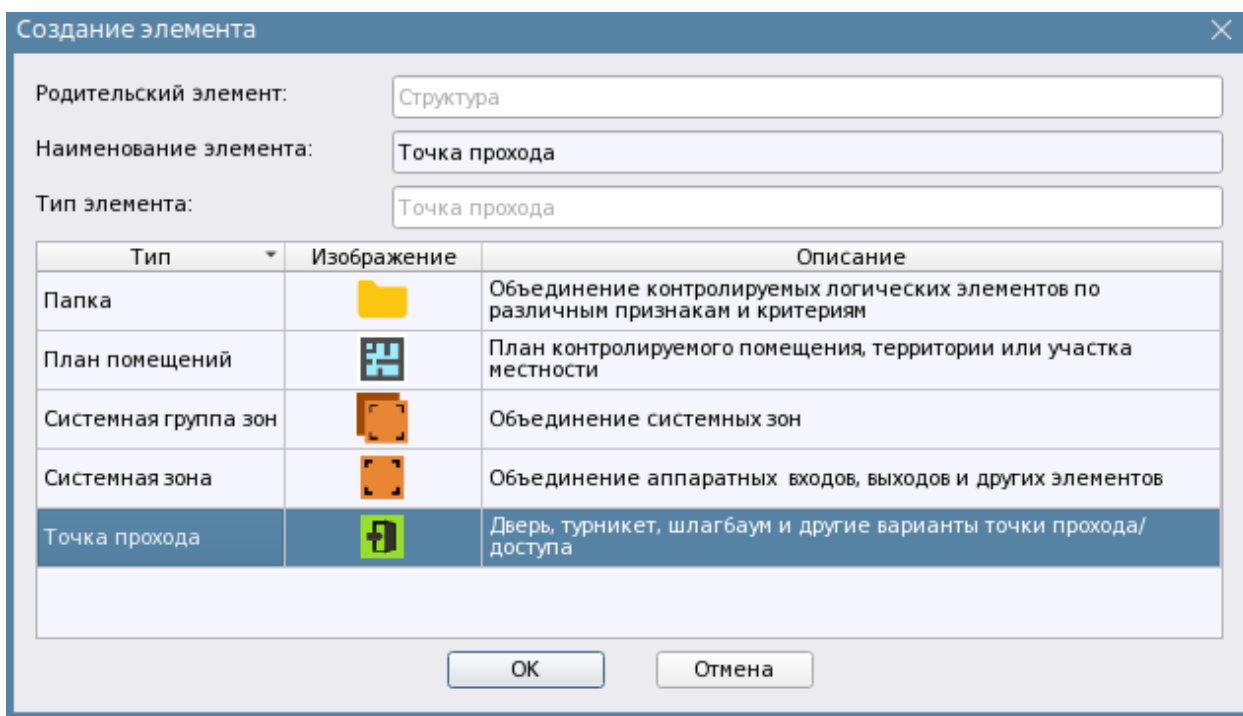 Создание элемента
Родительский элемент: Структура
Наименование элемента: Точка прохода
Тип элемента: Точка прохода
Тип Изображение Описание
Папка Объединение контролируемых логических элементов по
различным признакам и критериям
План помещений План контролируемого помещения, территории или участка
местности
Системная группа зон Объединение системных зон
Системная зона Объединение аппаратных входов, выходов и других элементов
Точка прохода Дверь, турникет, шлагбаум и другие варианты точки прохода/
доступа
ОК Отмена